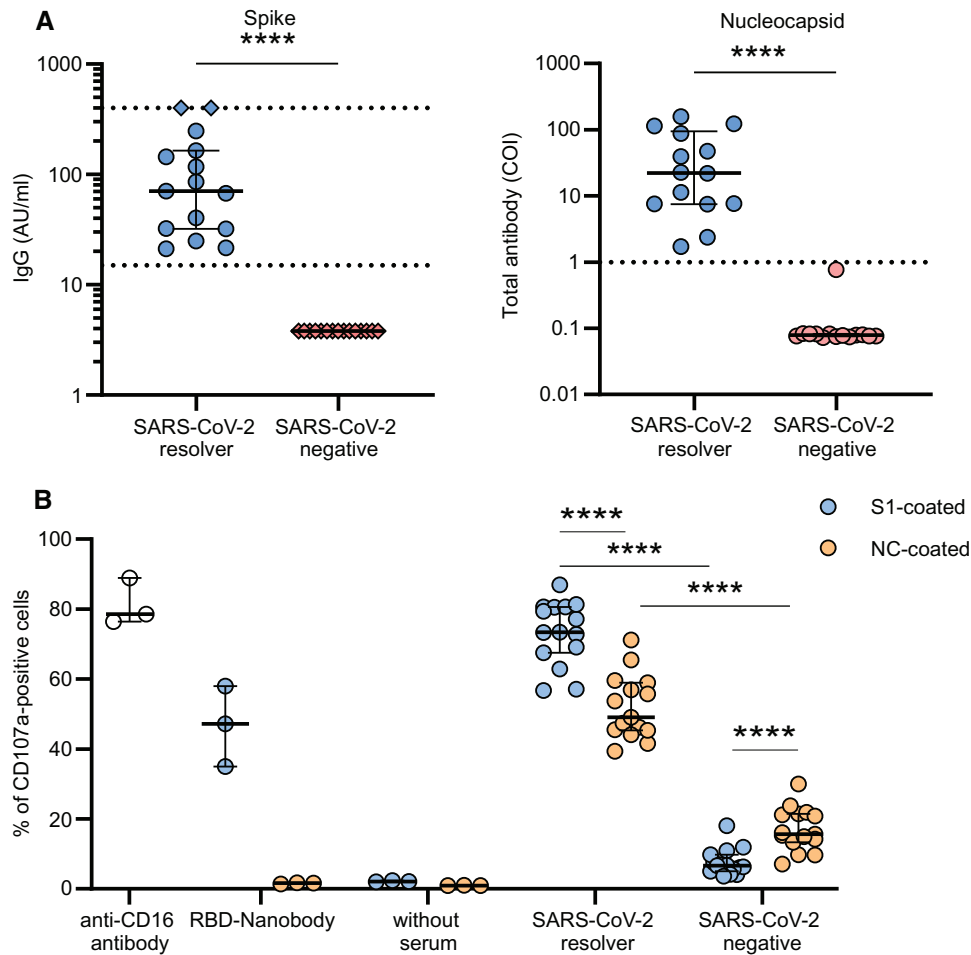 A
Spike
****
1000
100
10
1
IgG (AU/ml)
SARS-CoV-2
resolver
SARS-CoV-2
negative
Nucleocapsid
****
1000
100
10
1
0.1
0.01
Total antibody (COI)
SARS-CoV-2
resolver
SARS-CoV-2
negative
B
S1-coated
NC-coated
****
****
****
****
100
80
60
40
20
0
% of CD107a-positive cells
anti-CD16
antibody
RBD-Nanobody
without
serum
SARS-CoV-2
resolver
SARS-CoV-2
negative